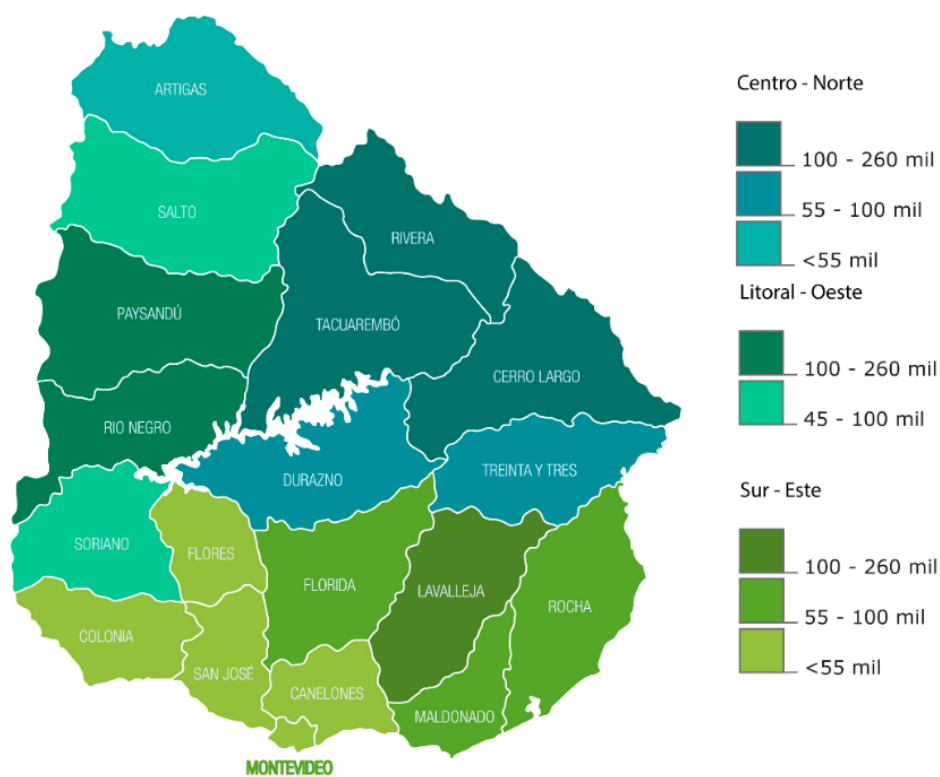 ARTIGAS
SALTO
RIVERA
PAYSANDÚ
TACUAREMBÓ
CERRO LARGO
RIO NEGRO
DURAZNO
TREINTA Y TRES
SORIANO
FLORES
FLORIDA
LAVALLEJA
ROCHA
COLONIA
SAN JOSÉ
CANELONES
MALDONADO
MONTEVIDEO
Centro - Norte
100 - 260 mil
55 - 100 mil
<55 mil
Litoral - Oeste
100 - 260 mil
45 - 100 mil
Sur - Este
100 - 260 mil
55 - 100 mil
<55 mil